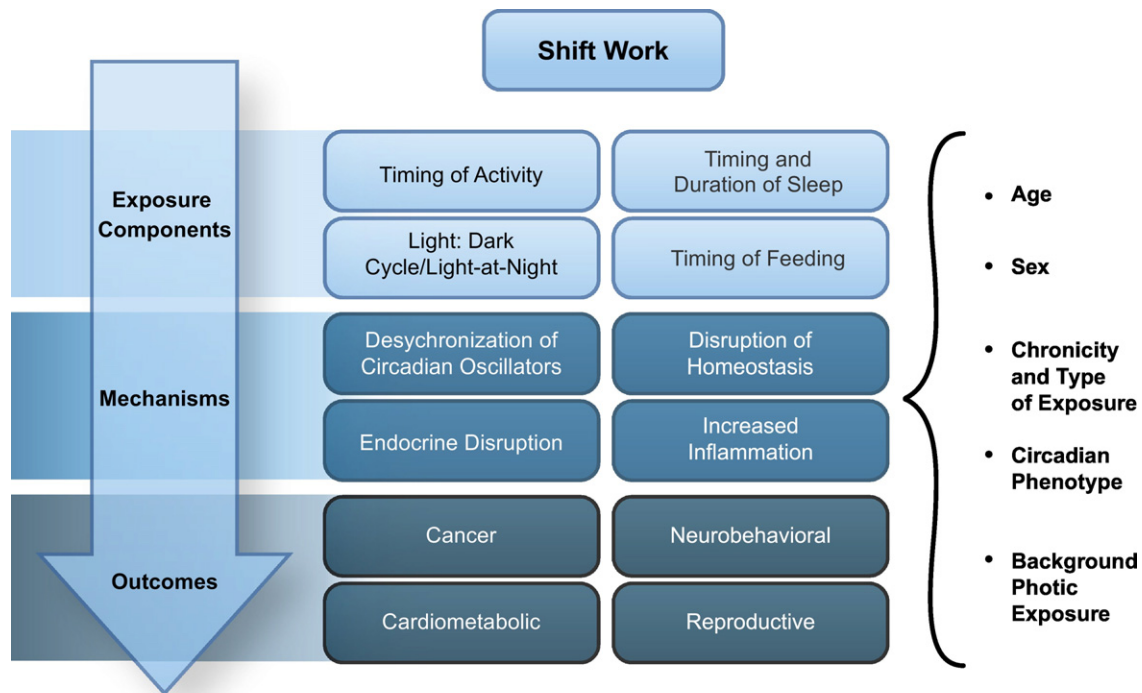 Shift Work
Exposure
Components
Timing of Activity
Timing and
Duration of Sleep
Light: Dark
Cycle/Light-at-Night
Timing of Feeding
Mechanisms
Desychronization of
Circadian Oscillators
Disruption of
Homeostasis
Endocrine Disruption
Increased
Inflammation
Outcomes
Cancer
Neurobehavioral
Cardiometabolic
Reproductive
• Age
• Sex
• Chronicity
and Type
of Exposure
• Circadian
Phenotype
• Background
Photic
Exposure